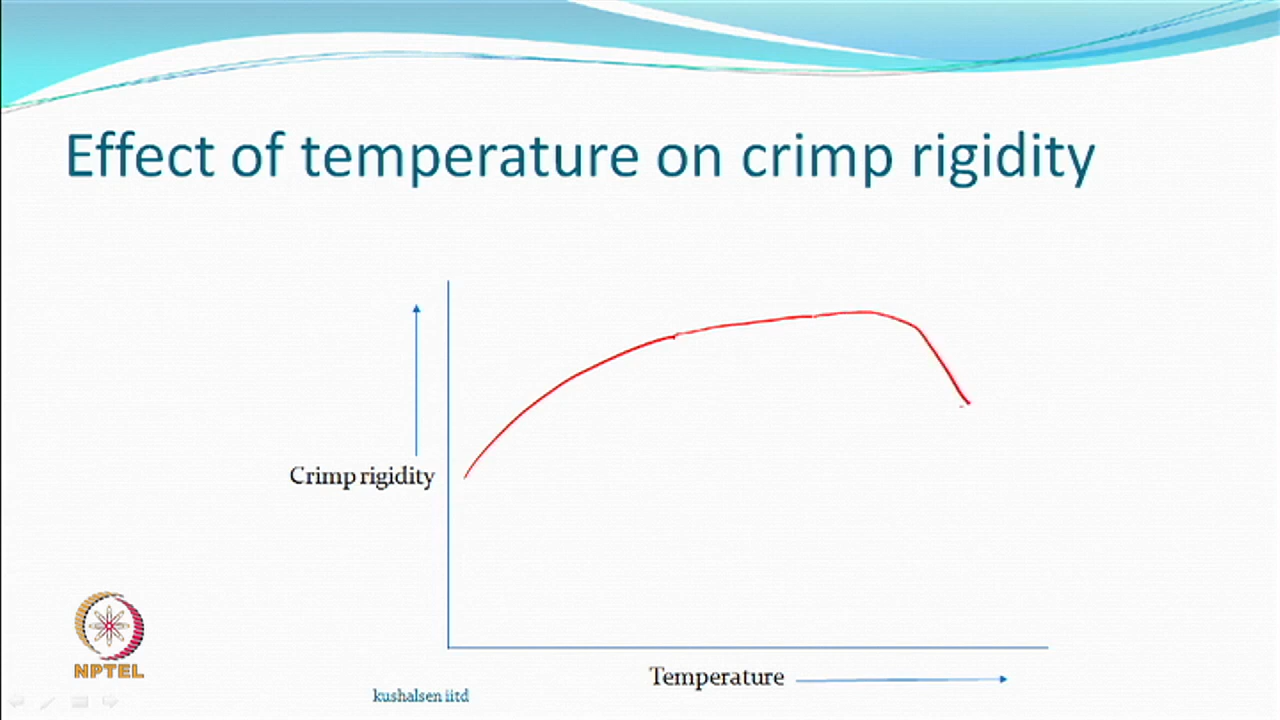 Effect of temperature on crimp rigidity
Crimp rigidity
Temperature
NPTEL
kushalsen iitd